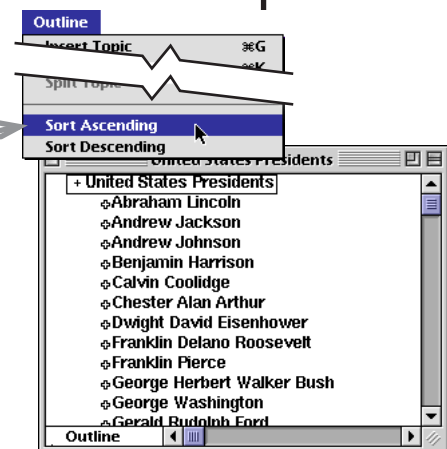 Outline
Insert Topic ⌘G
⌘K
Split Topic
Sort Ascending
Sort Descending
United States Presidents
+ United States Presidents
Abraham Lincoln
Andrew Jackson
Andrew Johnson
Benjamin Harrison
Calvin Coolidge
Chester Alan Arthur
Dwight David Eisenhower
Franklin Delano Roosevelt
Franklin Pierce
George Herbert Walker Bush
George Washington
Gerald Rudolph Ford
Outline